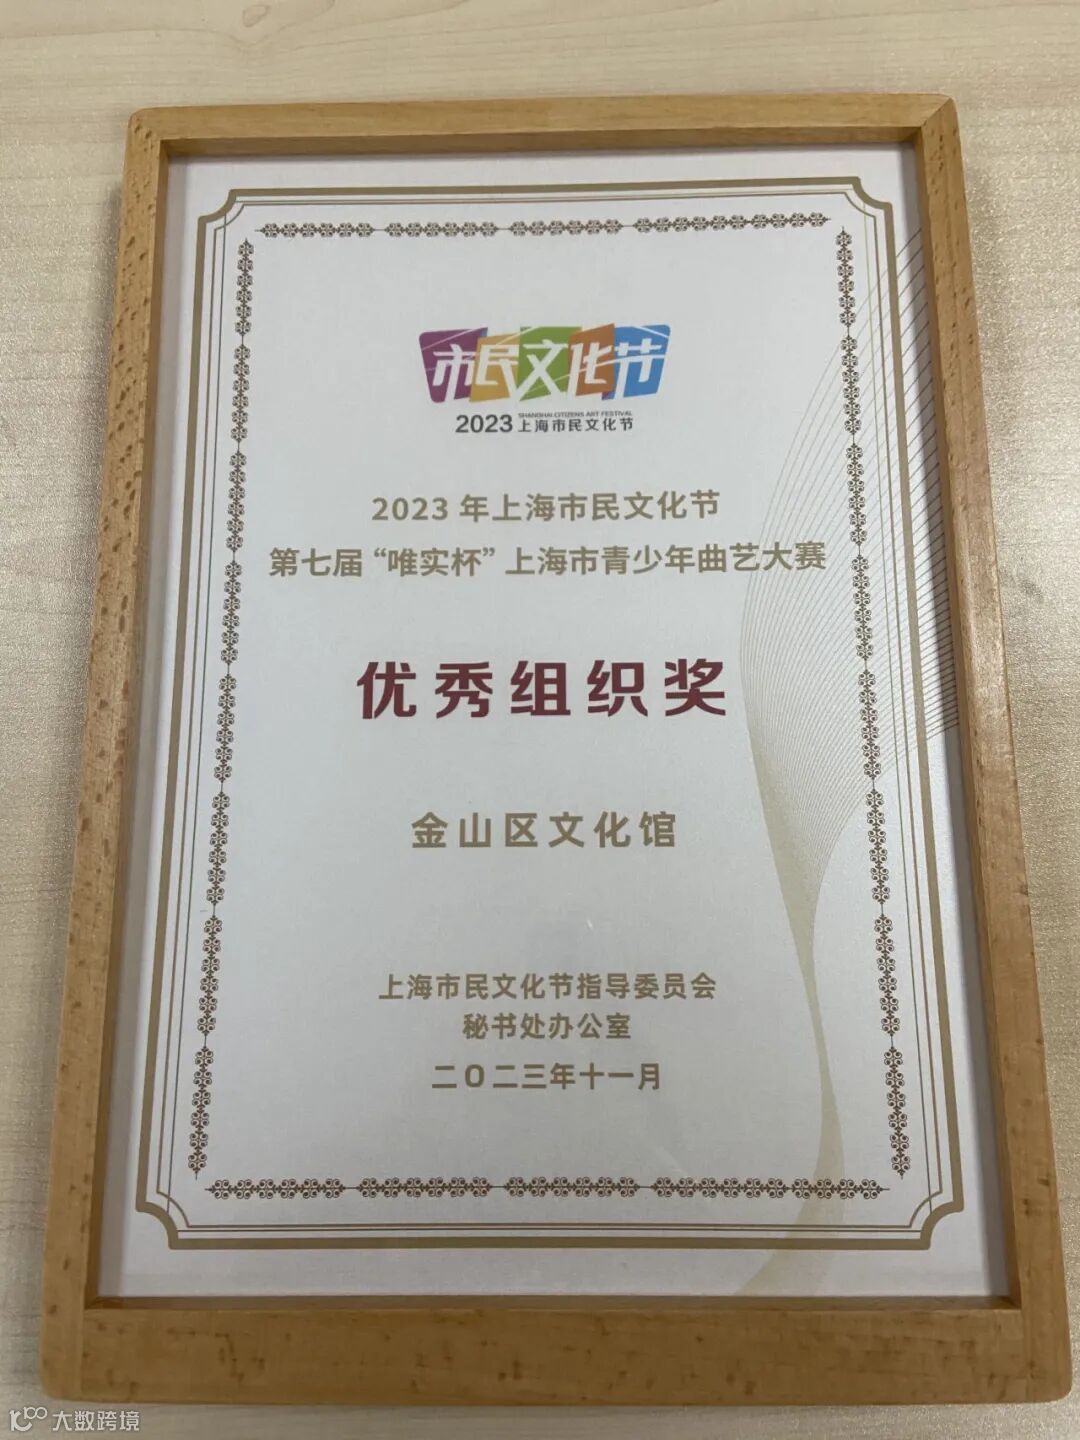 市民文化节
SHANGHAI CITIZENS ART FESTIVAL
2023 上海市民文化节
2023 年上海市民文化节
第七届“唯实杯”上海市青少年曲艺大赛
优秀组织奖
金山区文化馆
上海市民文化节指导委员会
秘书处办公室
二〇二三年十一月
大数跨境